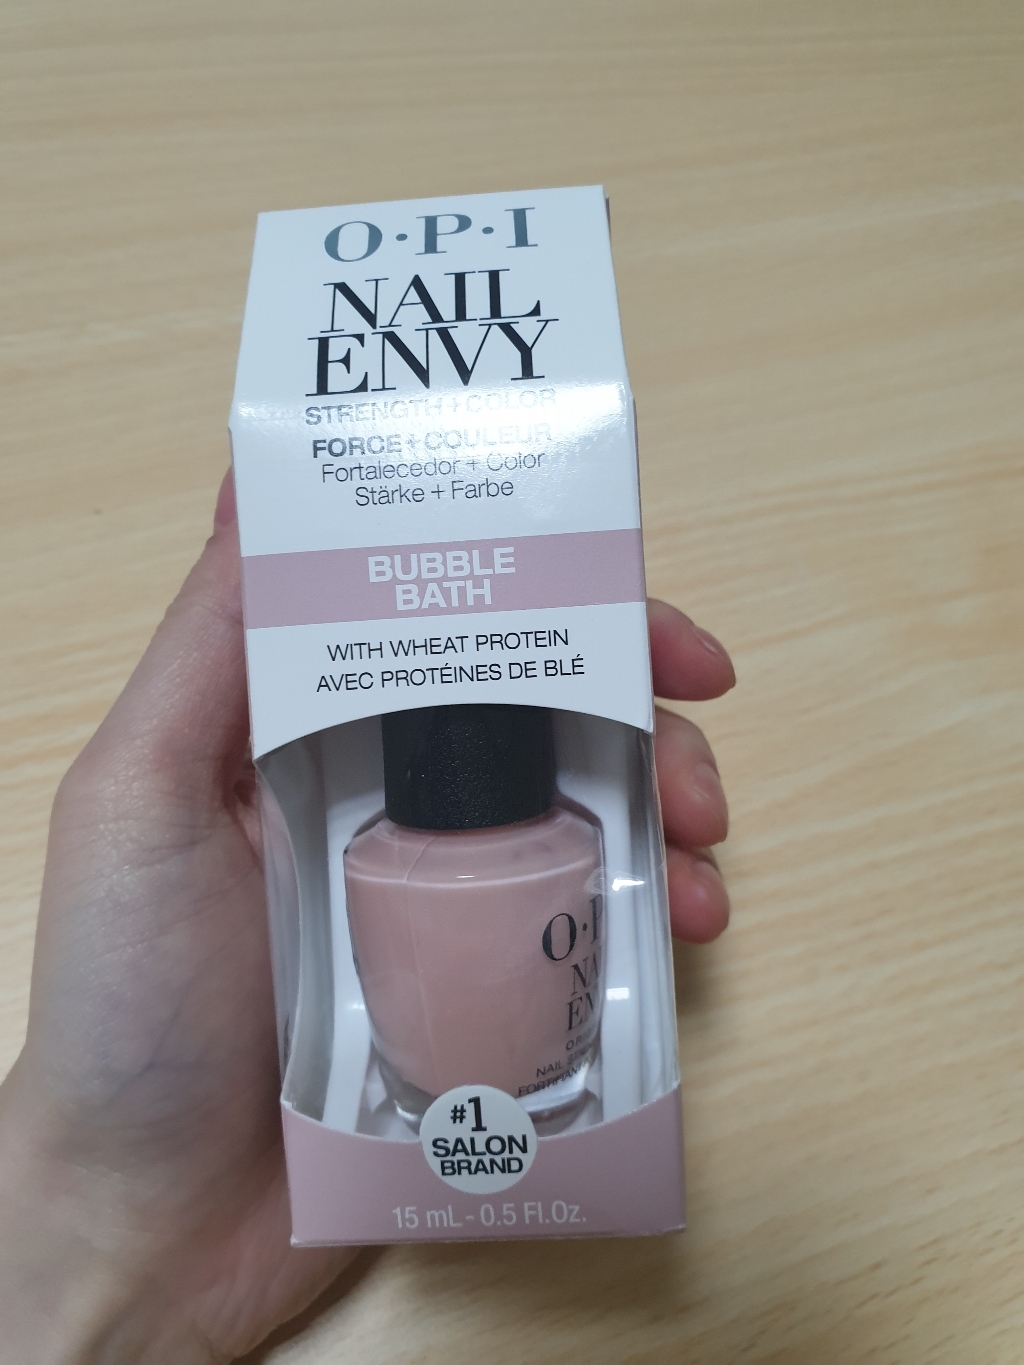 O·P·I
NAIL
ENVY
STRENGTH + COLOR
FORCE + COULEUR
Fortalecedor + Color
Stärke + Farbe
BUBBLE
BATH
WITH WHEAT PROTEIN
AVEC PROTÉINES DE BLÉ
O·P
NA
EN
NAIL
#1
SALON
BRAND
15 mL - 0.5 Fl.Oz.